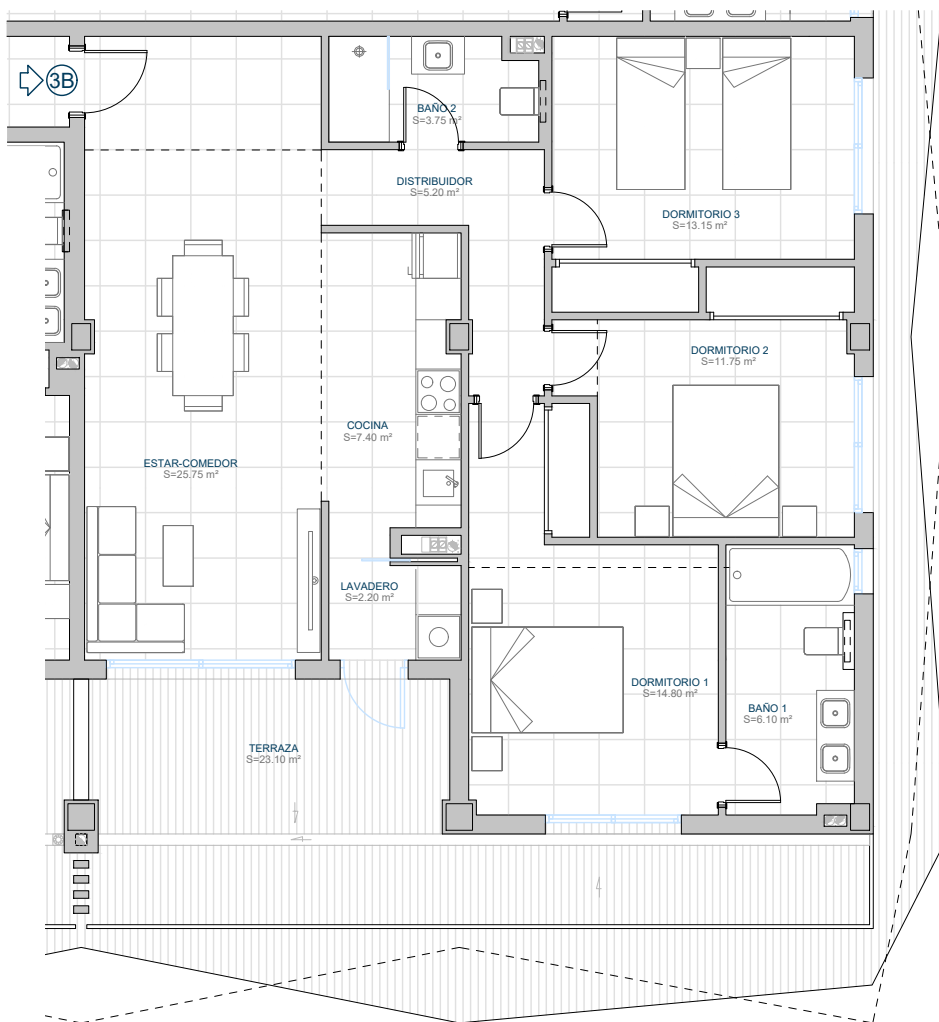 3B
BAÑO 2
S=3.75 m²
DISTRIBUIDOR
S=5.20 m²
DORMITORIO 3
S=13.15 m²
DORMITORIO 2
S=11.75 m²
COCINA
S=7.40 m²
ESTAR-COMEDOR
S=25.75 m²
LAVADERO
S=2.20 m²
DORMITORIO 1
S=14.80 m²
BAÑO 1
S=6.10 m²
TERRAZA
S=23.10 m²